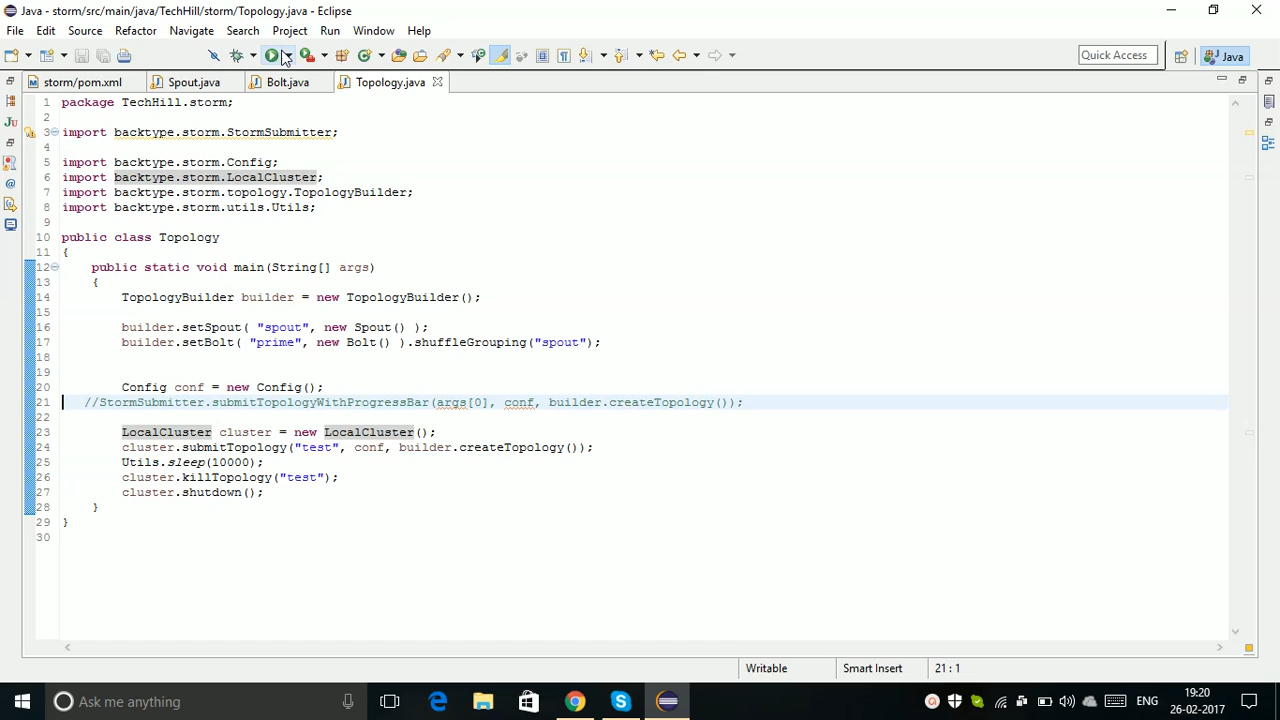 Java - storm/src/main/java/TechHill/storm/Topology.java - Eclipse
File Edit Source Refactor Navigate Search Project Run Window Help
Quick Access Java
storm/pom.xml Spout.java Bolt.java Topology.java
1 package TechHill.storm;
2
3 import backtype.storm.StormSubmitter;
4
5 import backtype.storm.Config;
6 import backtype.storm.LocalCluster;
7 import backtype.storm.topology.TopologyBuilder;
8 import backtype.storm.utils.Utils;
9
10 public class Topology
11 {
12 public static void main(String[] args)
13 {
14 TopologyBuilder builder = new TopologyBuilder();
15
16 builder.setSpout( "spout", new Spout() );
17 builder.setBolt( "prime", new Bolt() ).shuffleGrouping("spout");
18
19
20 Config conf = new Config();
21 //StormSubmitter.submitTopologyWithProgressBar(args[0], conf, builder.createTopology());
22
23 LocalCluster cluster = new LocalCluster();
24 cluster.submitTopology("test", conf, builder.createTopology());
25 Utils.sleep(10000);
26 cluster.killTopology("test");
27 cluster.shutdown();
28 }
29 }
30
Writable Smart Insert 21 : 1
Ask me anything ENG 19:20
26-02-2017